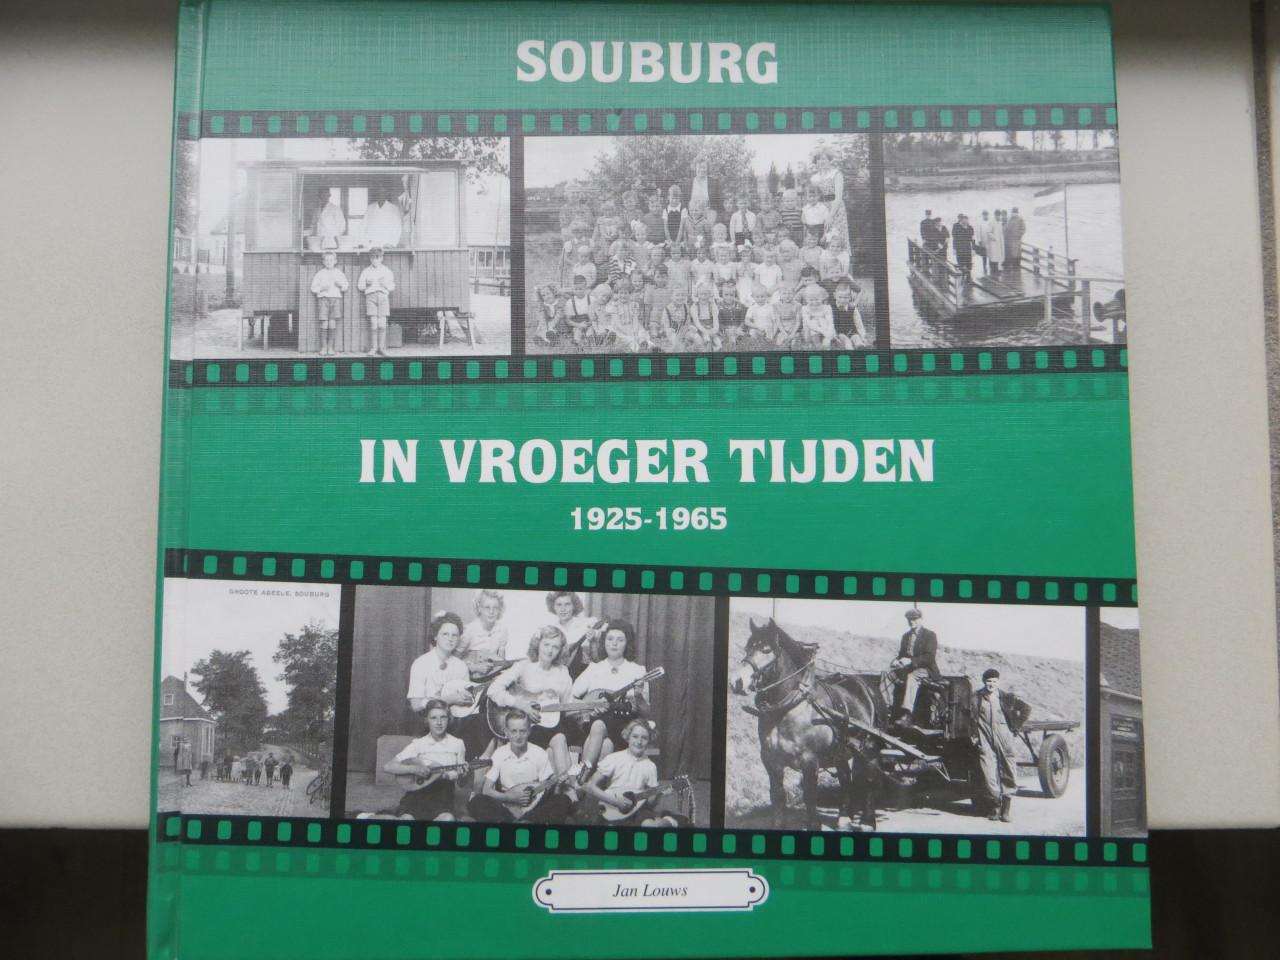 SOUBURG
IN VROEGER TIJDEN
1925-1965
GROOTE ABEELE, SOUBURG
Jan Louws